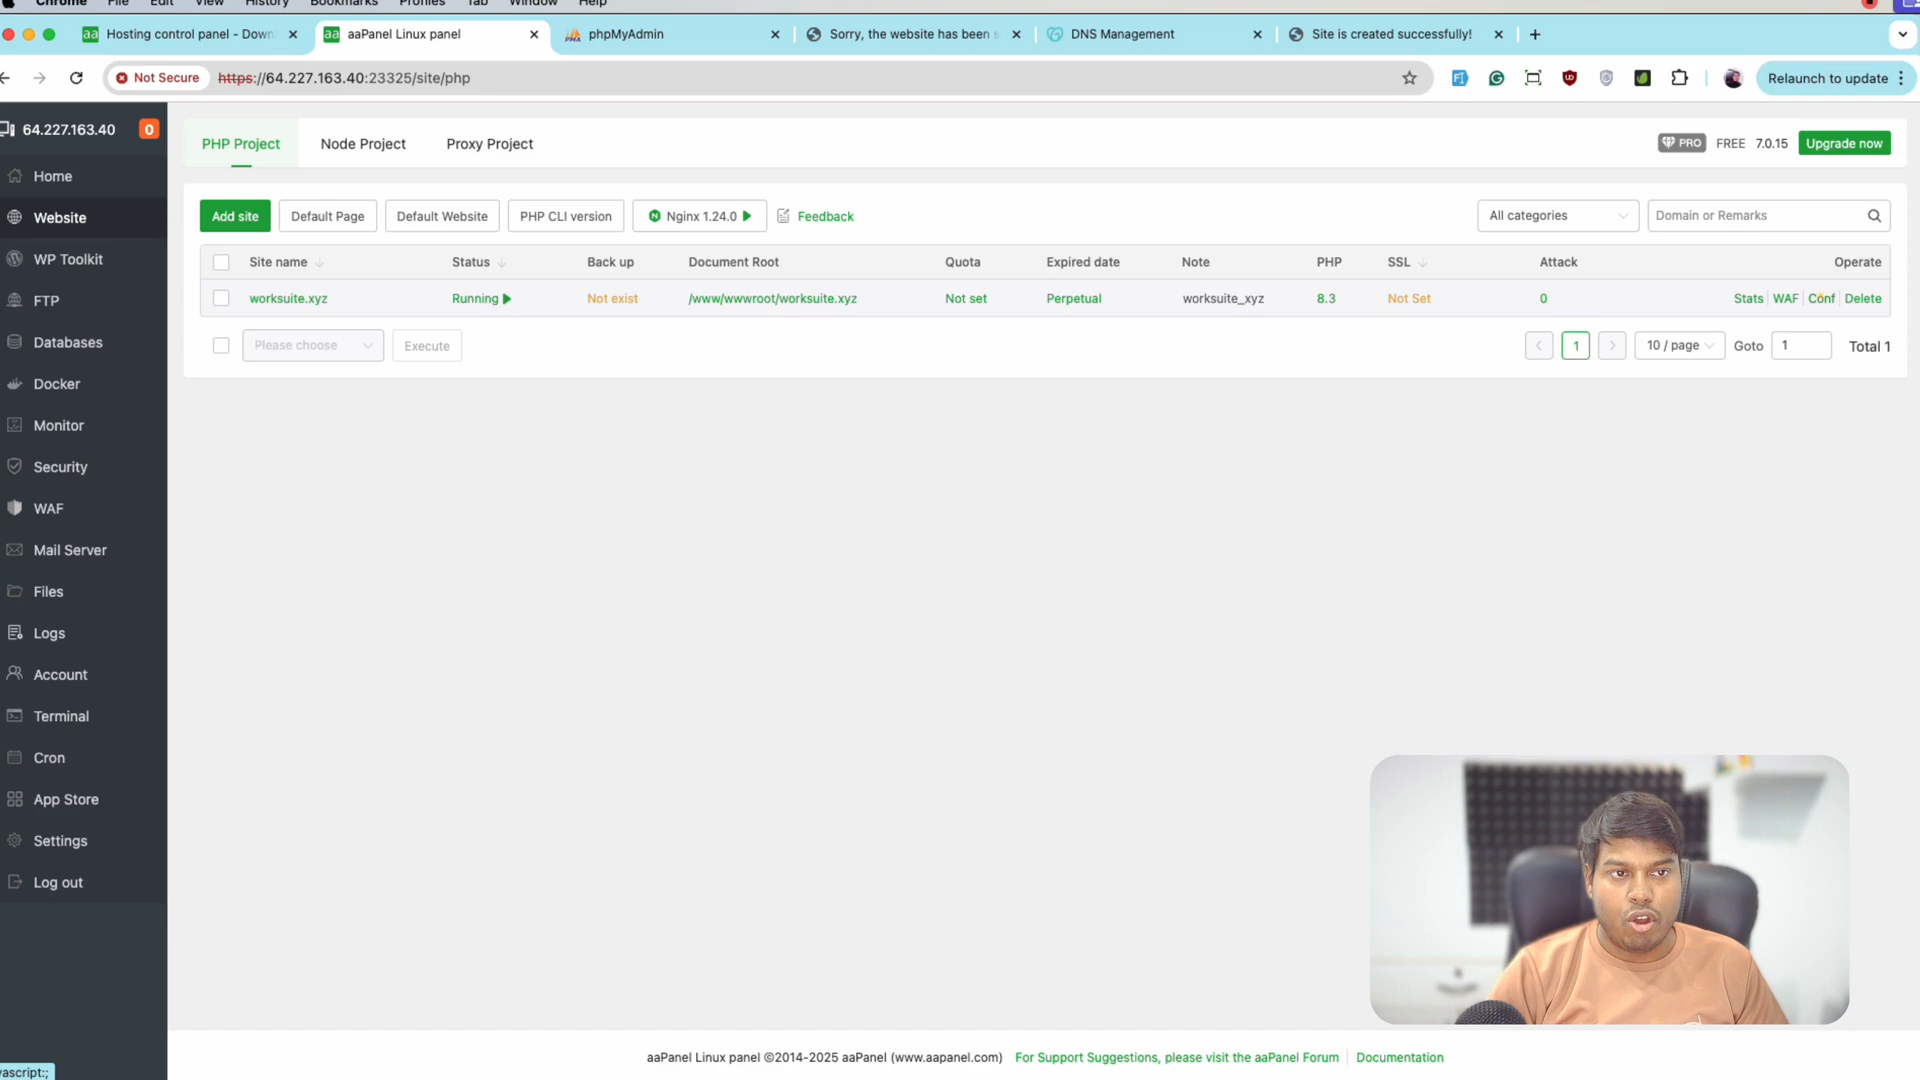 Chrome File Edit View History Bookmarks Profiles Tab Window Help
Hosting control panel - Down aaPanel Linux panel phpMyAdmin Sorry, the website has been s DNS Management Site is created successfully!
Not Secure https://64.227.163.40:23325/site/php Relaunch to update
64.227.163.40 0
Home
Website
WP Toolkit
FTP
Databases
Docker
Monitor
Security
WAF
Mail Server
Files
Logs
Account
Terminal
Cron
App Store
Settings
Log out
PHP Project Node Project Proxy Project PRO FREE 7.0.15 Upgrade now
Add site Default Page Default Website PHP CLI version Nginx 1.24.0 Feedback All categories Domain or Remarks
Site name Status Back up Document Root Quota Expired date Note PHP SSL Attack Operate
worksuite.xyz Running Not exist /www/wwwroot/worksuite.xyz Not set Perpetual worksuite_xyz 8.3 Not Set 0 Stats WAF Conf Delete
Please choose Execute 1 10 / page Goto 1 Total 1
aaPanel Linux panel ©2014-2025 aaPanel (www.aapanel.com) For Support Suggestions, please visit the aaPanel Forum Documentation
vascript:;